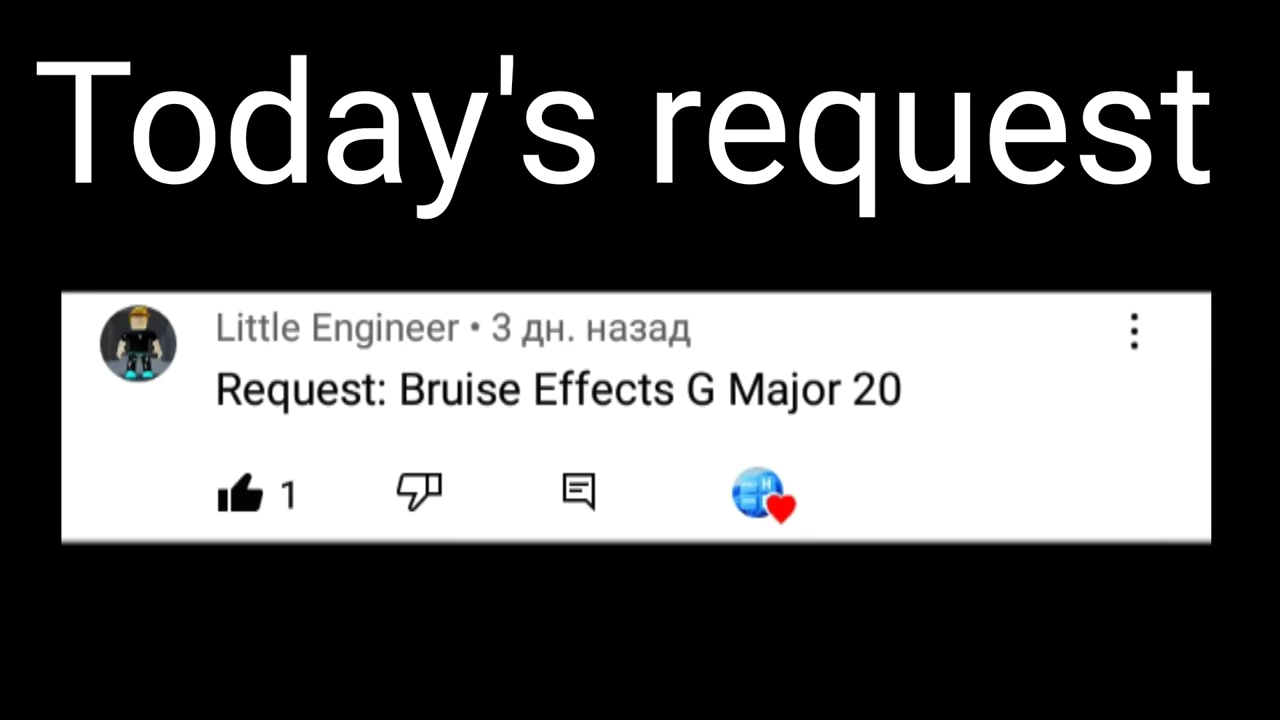 Today's request
Little Engineer • 3 дн. назад
Request: Bruise Effects G Major 20
1